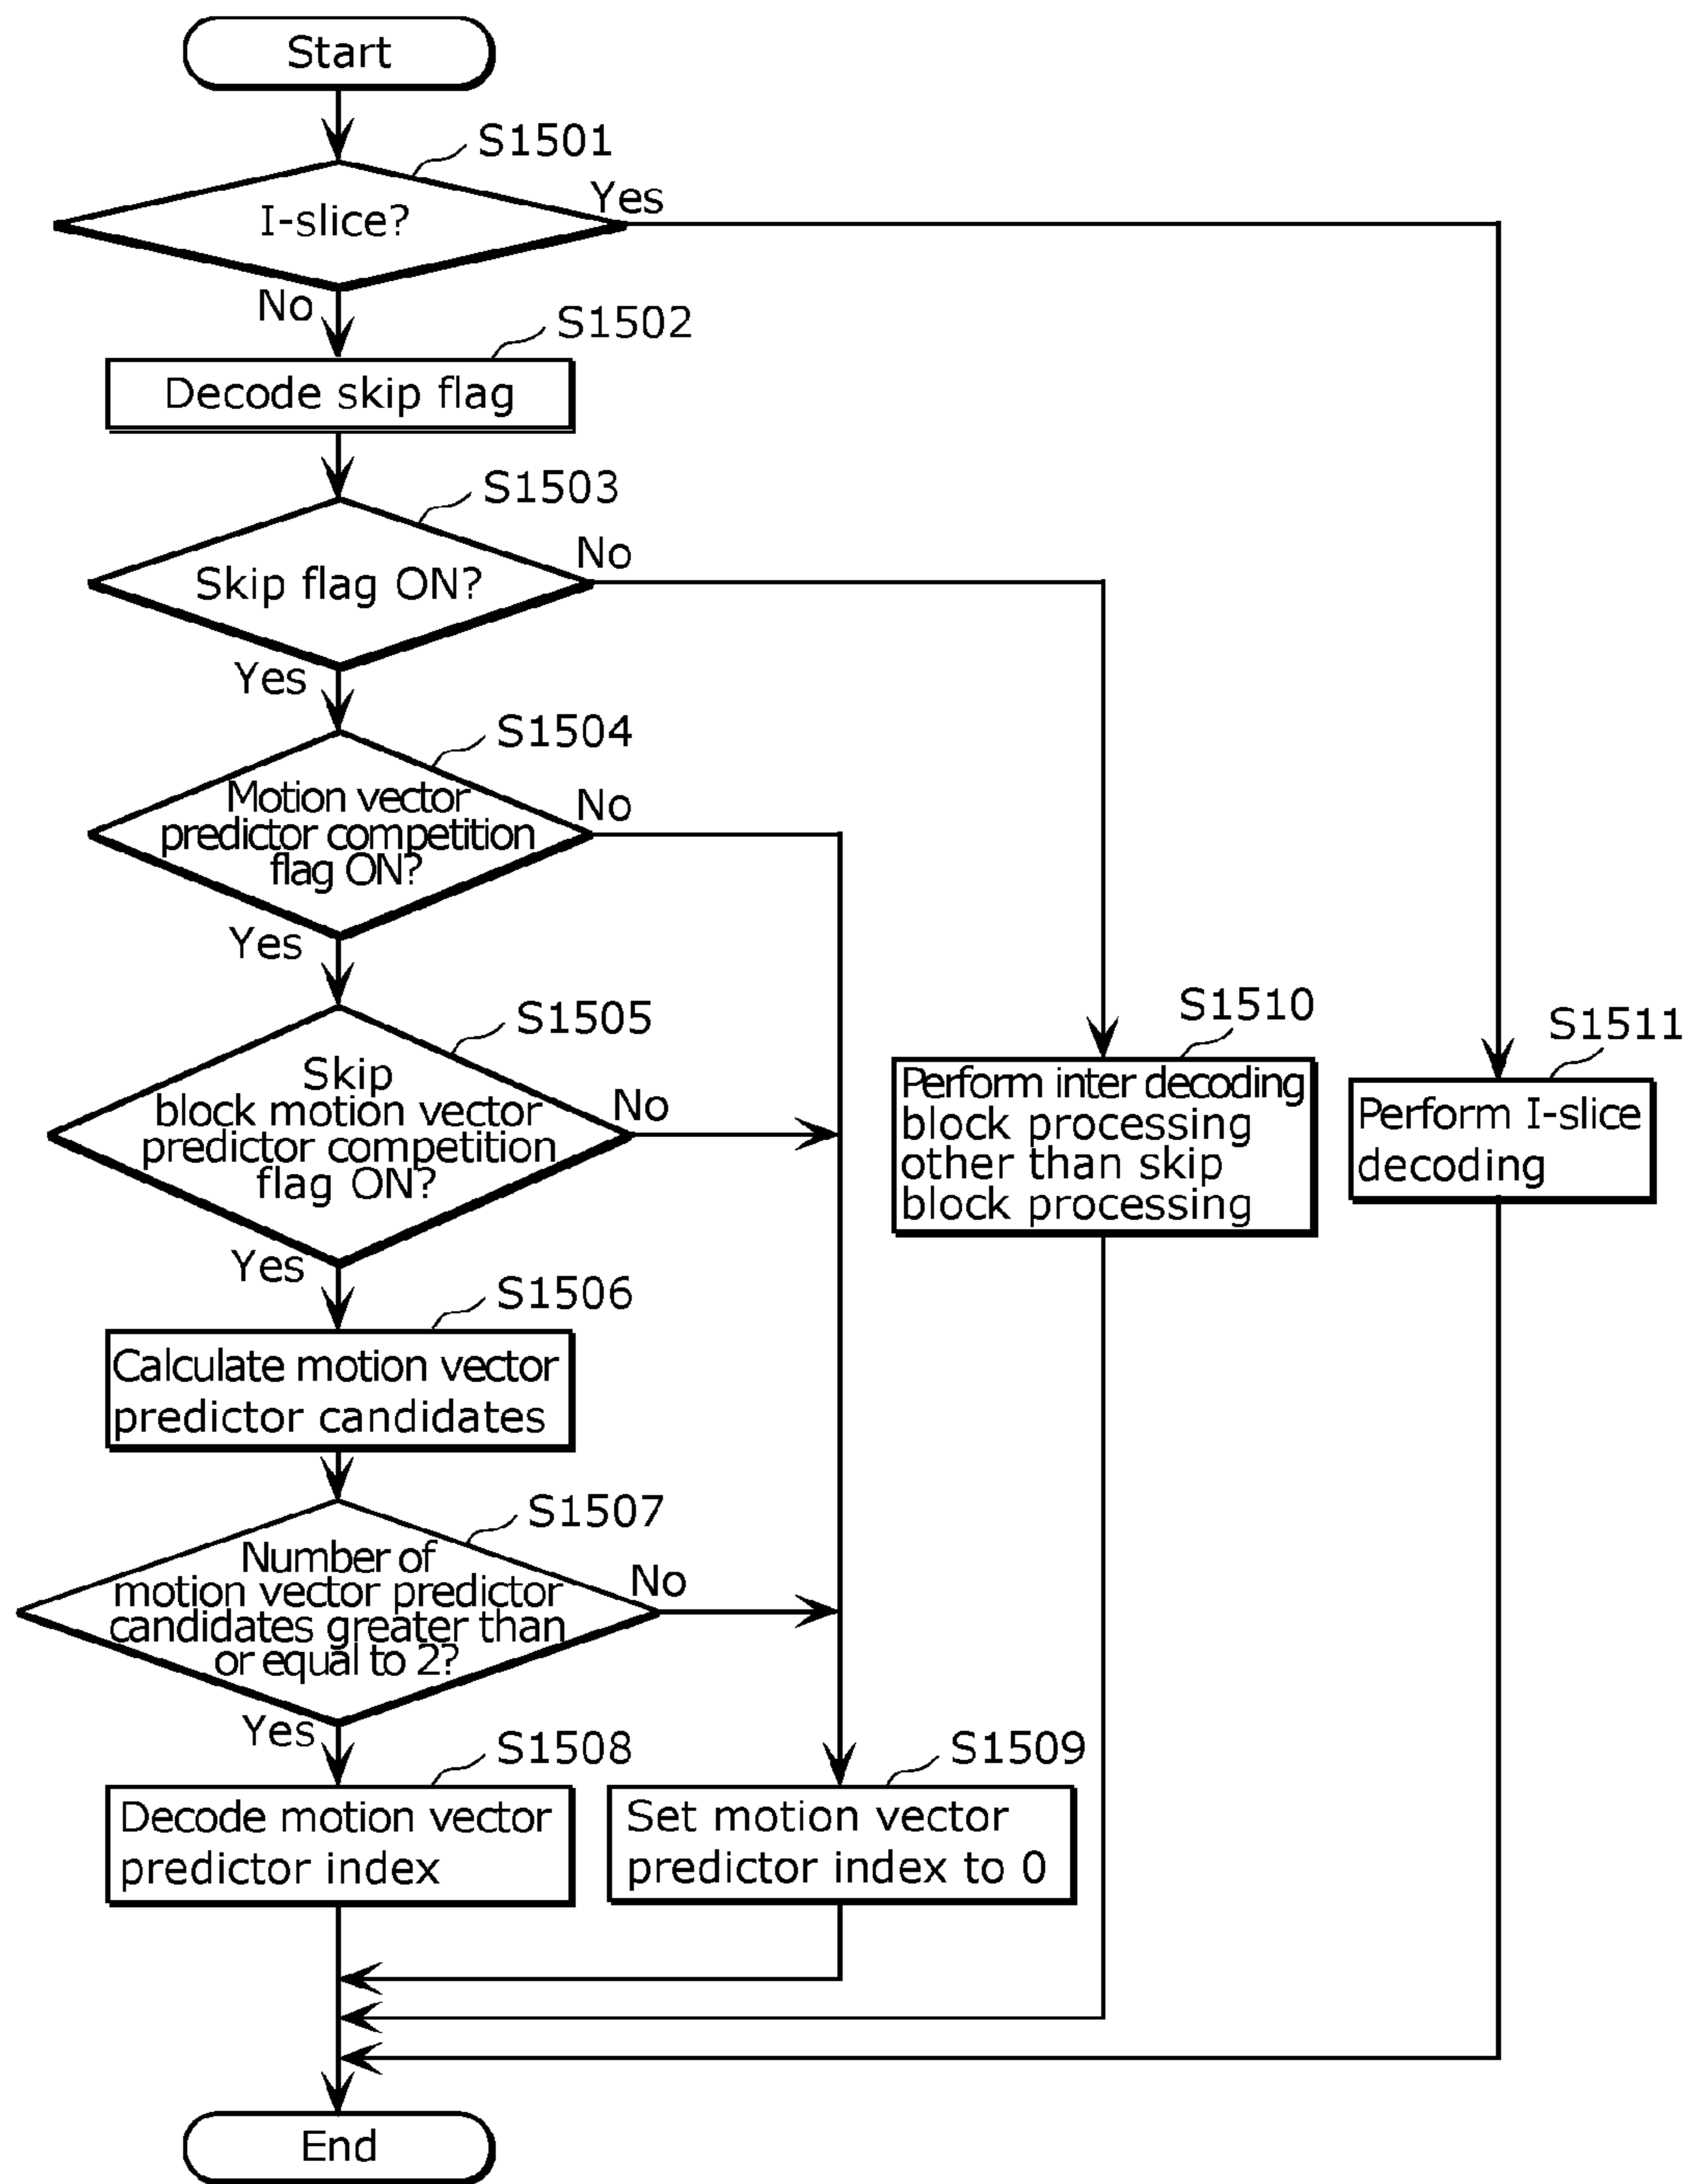 Start
S1501
I-slice?
Yes
No
S1502
Decode skip flag
S1503
Skip flag ON?
No
Yes
S1504
Motion vector
predictor competition
flag ON?
No
Yes
S1505
Skip
block motion vector
predictor competition
flag ON?
No
Yes
S1510
Perform inter decoding
block processing
other than skip
block processing
S1511
Perform I-slice
decoding
S1506
Calculate motion vector
predictor candidates
S1507
Number of
motion vector predictor
candidates greater than
or equal to 2?
No
Yes
S1508
Decode motion vector
predictor index
S1509
Set motion vector
predictor index to 0
End